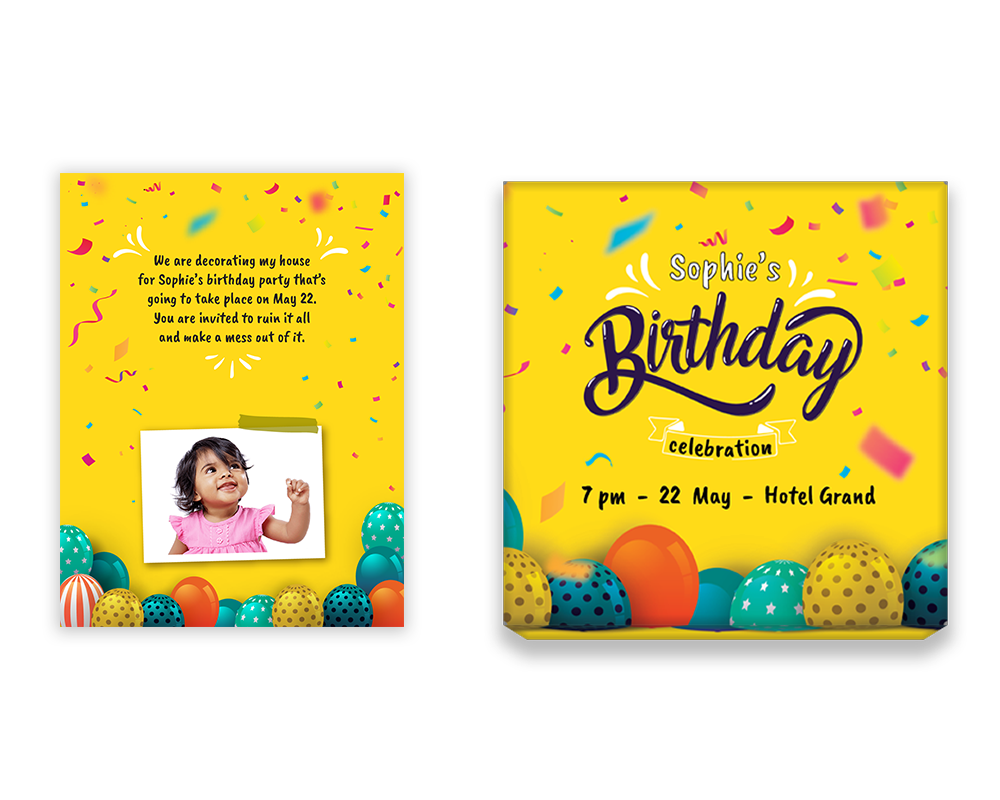 We are decorating my house
for Sophie's birthday party that's
going to take place on May 22.
You are invited to ruin it all
and make a mess out of it.
Sophie's
Birthday
celebration
7 pm - 22 May - Hotel Grand